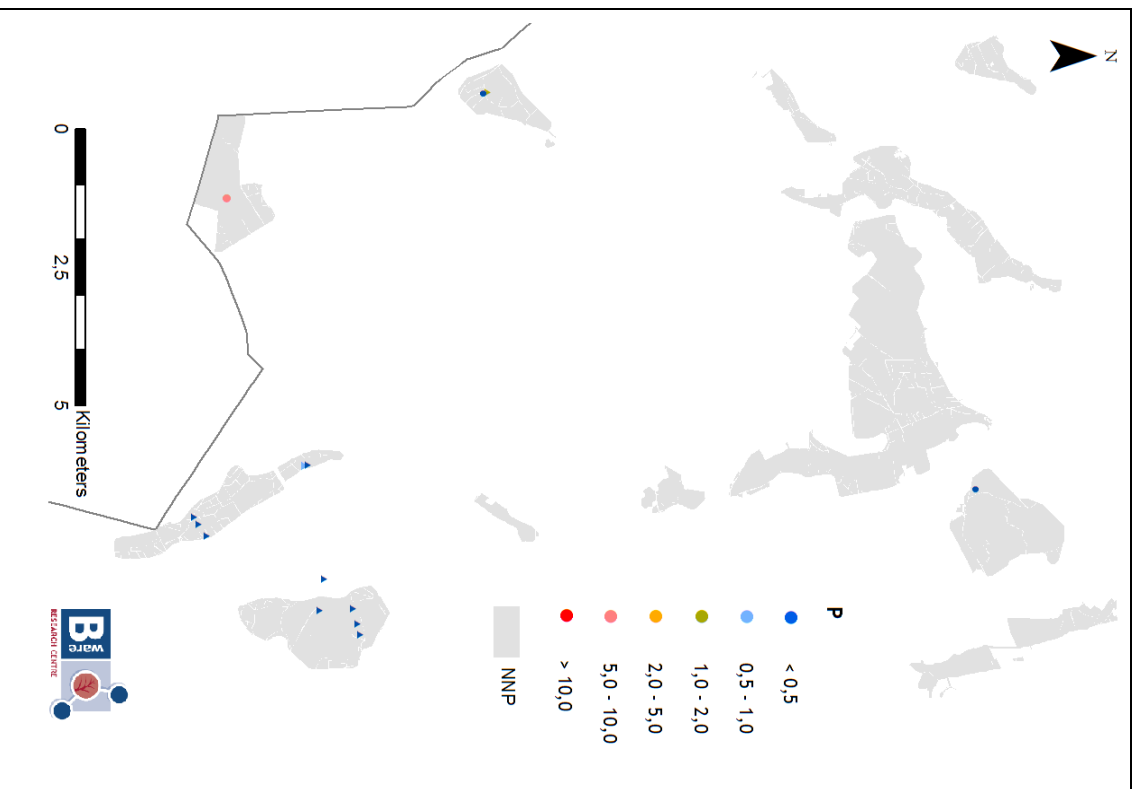 N
P
< 0,5
0,5 - 1,0
1,0 - 2,0
2,0 - 5,0
5,0 - 10,0
> 10,0
NNP
0 2,5 5
Kilometers
B ware
RESEARCH CENTRE